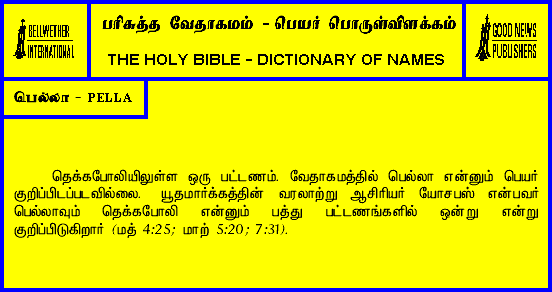 BELLWETHER
INTERNATIONAL
பரிசுத்த வேதாகமம் - பெயர் பொருள்விளக்கம்
THE HOLY BIBLE - DICTIONARY OF NAMES
GOOD NEWS
PUBLISHERS
பெல்லா - PELLA
தெக்கபோலியிலுள்ள ஒரு பட்டணம். வேதாகமத்தில் பெல்லா என்னும் பெயர்
குறிப்பிடப்படவில்லை. யூதமார்க்கத்தின் வரலாற்று ஆசிரியர் யோசபஸ் என்பவர்
பெல்லாவும் தெக்கபோலி என்னும் பத்து பட்டணங்களில் ஒன்று என்று
குறிப்பிடுகிறார் (மத் 4:25; மாற் 5:20; 7:31).